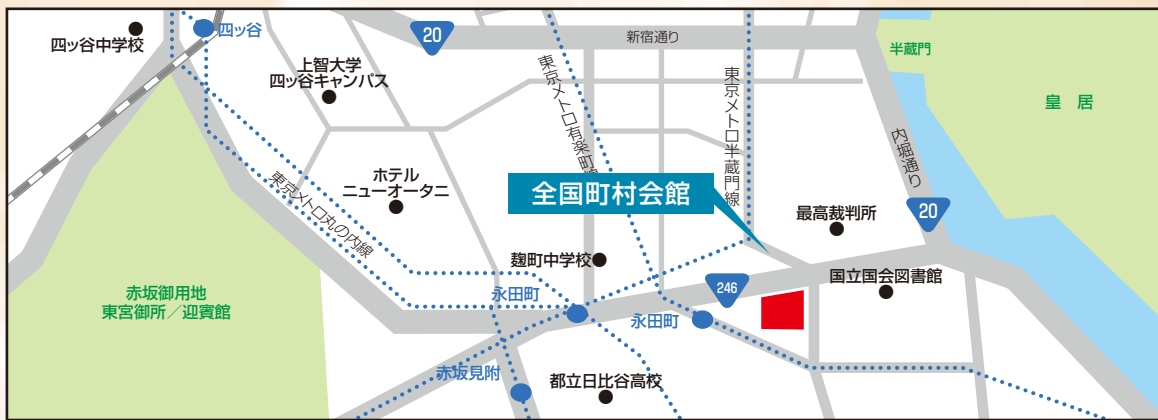 四ッ谷中学校
四ッ谷
20
新宿通り
半蔵門
皇 居
上智大学
四ッ谷キャンパス
東京メトロ有楽町線
東京メトロ半蔵門線
内堀通り
ホテル
ニューオータニ
東京メトロ丸の内線
全国町村会館
最高裁判所
20
麹町中学校
国立国会図書館
246
赤坂御用地
東宮御所／迎賓館
永田町
永田町
赤坂見附
都立日比谷高校